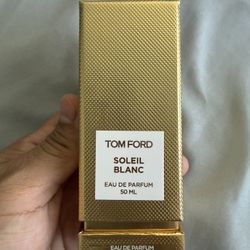 TOM FORD
SOLEIL
BLANC
EAU DE PARFUM
50 ML
EAU DE PARFUM